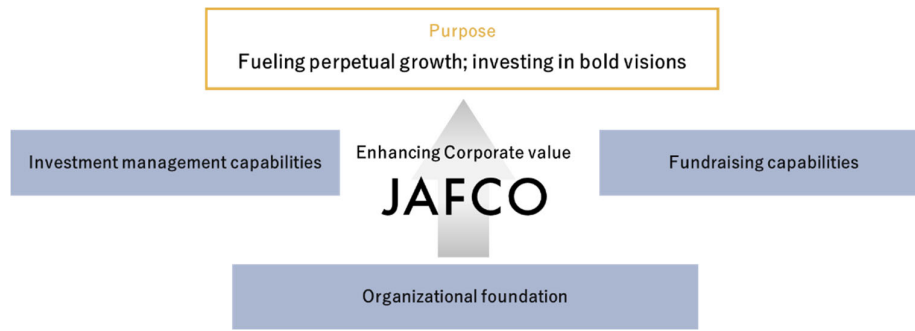 Purpose
Fueling perpetual growth; investing in bold visions
Investment management capabilities
Enhancing Corporate value
JAFCO
Fundraising capabilities
Organizational foundation